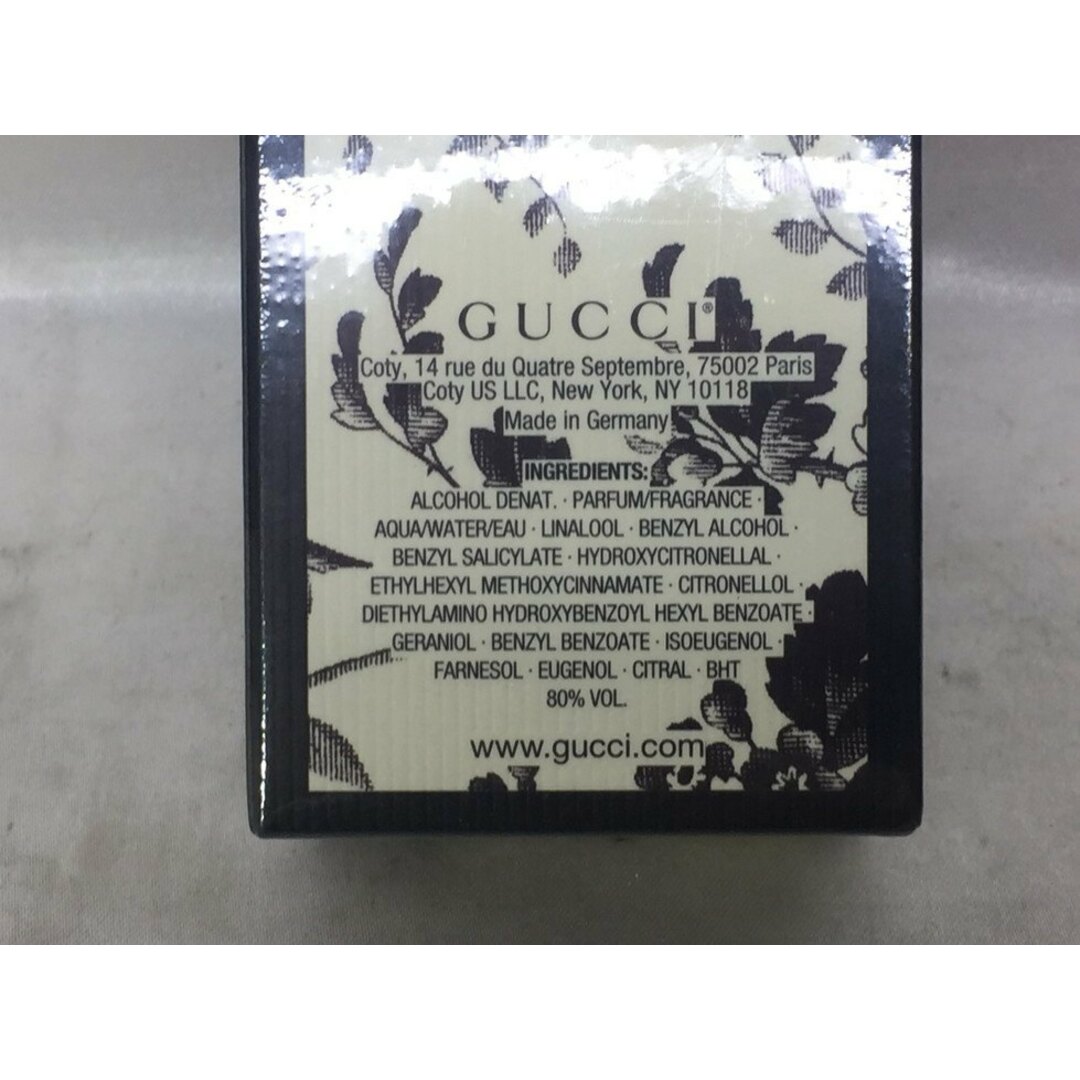 GUCCI®
Coty, 14 rue du Quatre Septembre, 75002 Paris
Coty US LLC, New York, NY 10118
Made in Germany
INGREDIENTS:
ALCOHOL DENAT. · PARFUM/FRAGRANCE ·
AQUA/WATER/EAU · LINALOOL · BENZYL ALCOHOL ·
BENZYL SALICYLATE · HYDROXYCITRONELLAL ·
ETHYLHEXYL METHOXYCINNAMATE · CITRONELLOL ·
DIETHYLAMINO HYDROXYBENZOYL HEXYL BENZOATE ·
GERANIOL · BENZYL BENZOATE · ISOEUGENOL ·
FARNESOL · EUGENOL · CITRAL · BHT
80% VOL.
www.gucci.com